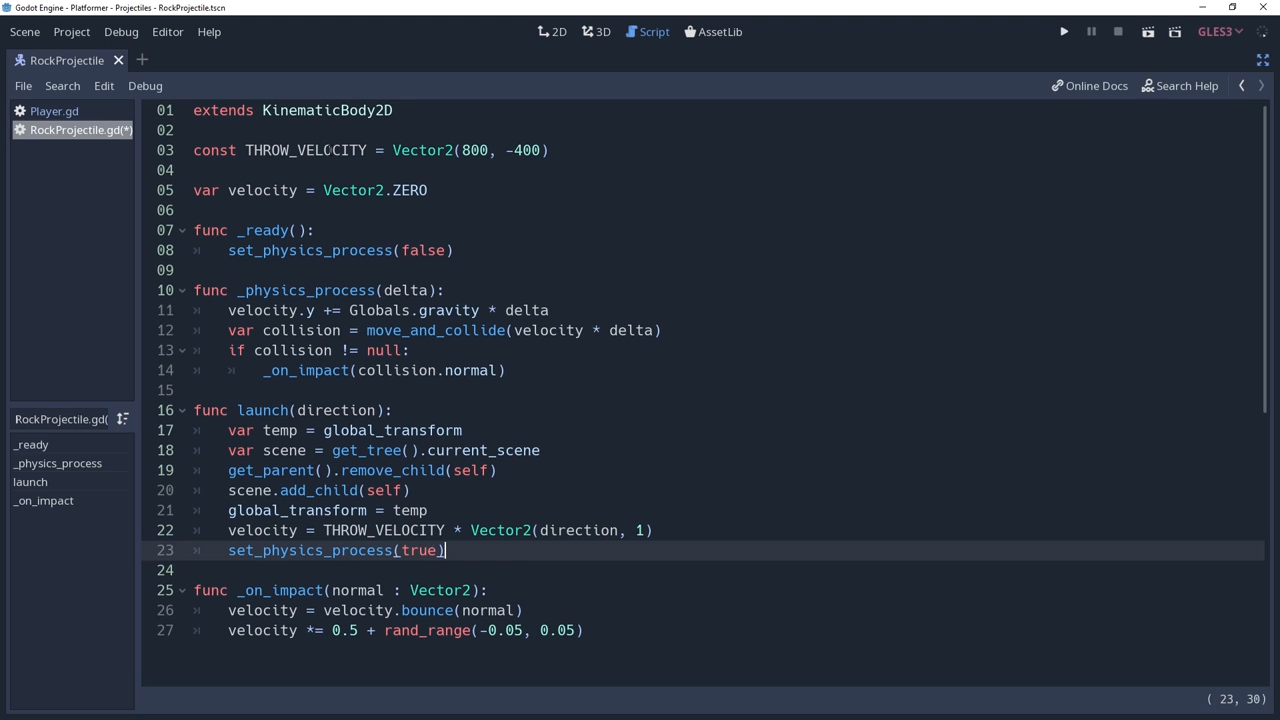 Godot Engine - Platformer - Projectiles - RockProjectile.tscn
Scene Project Debug Editor Help 2D 3D Script AssetLib GLES3
RockProjectile
File Search Edit Debug Online Docs Search Help
Player.gd
RockProjectile.gd(*)
RockProjectile.gd(
_ready
_physics_process
launch
_on_impact
01 extends KinematicBody2D
02
03 const THROW_VELOCITY = Vector2(800, -400)
04
05 var velocity = Vector2.ZERO
06
07 func _ready():
08 set_physics_process(false)
09
10 func _physics_process(delta):
11 velocity.y += Globals.gravity * delta
12 var collision = move_and_collide(velocity * delta)
13 if collision != null:
14 _on_impact(collision.normal)
15
16 func launch(direction):
17 var temp = global_transform
18 var scene = get_tree().current_scene
19 get_parent().remove_child(self)
20 scene.add_child(self)
21 global_transform = temp
22 velocity = THROW_VELOCITY * Vector2(direction, 1)
23 set_physics_process(true)
24
25 func _on_impact(normal : Vector2):
26 velocity = velocity.bounce(normal)
27 velocity *= 0.5 + rand_range(-0.05, 0.05)
( 23, 30)